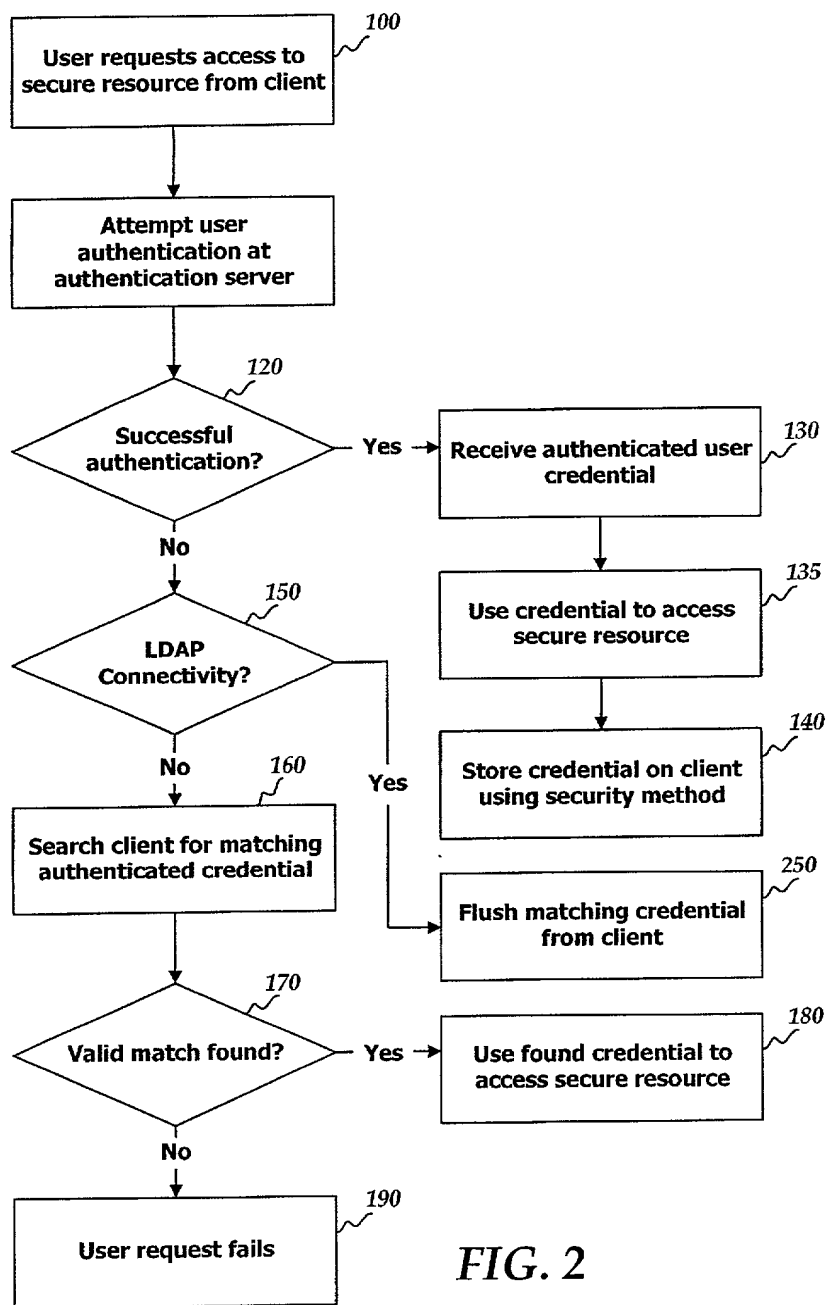 100
User requests access to
secure resource from client
Attempt user
authentication at
authentication server
120
Successful
authentication?
Yes
Receive authenticated user
credential
130
No
150
LDAP
Connectivity?
135
Use credential to access
secure resource
No
Yes
140
Store credential on client
using security method
160
Search client for matching
authenticated credential
250
Flush matching credential
from client
170
Valid match found?
Yes
180
Use found credential to
access secure resource
No
190
User request fails
FIG. 2